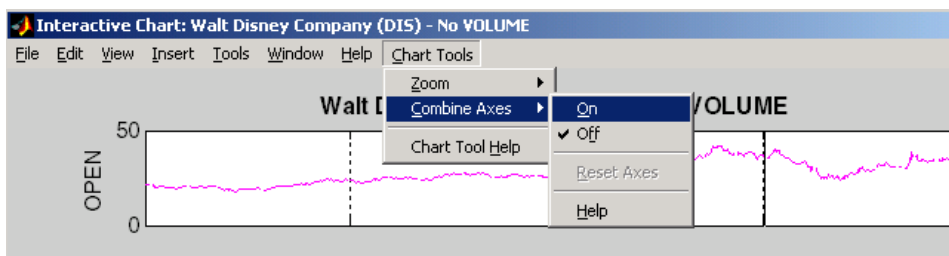 Interactive Chart: Walt Disney Company (DIS) - No VOLUME
File Edit View Insert Tools Window Help Chart Tools
Zoom
Walt D VOLUME
Combine Axes On
50
Off
Chart Tool Help
OPEN
Reset Axes
Help
0